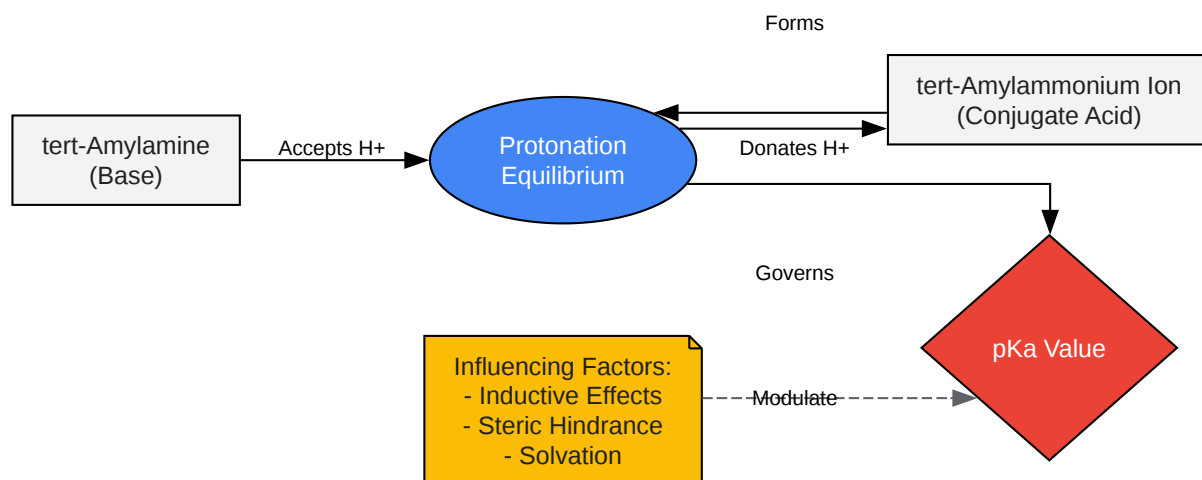 Forms
tert-Amylammonium Ion
(Conjugate Acid)
tert-Amylamine
(Base)
Accepts H+
Protonation
Equilibrium
Donates H+
Governs
pKa Value
Influencing Factors:
- Inductive Effects
- Steric Hindrance
- Solvation
Modulate